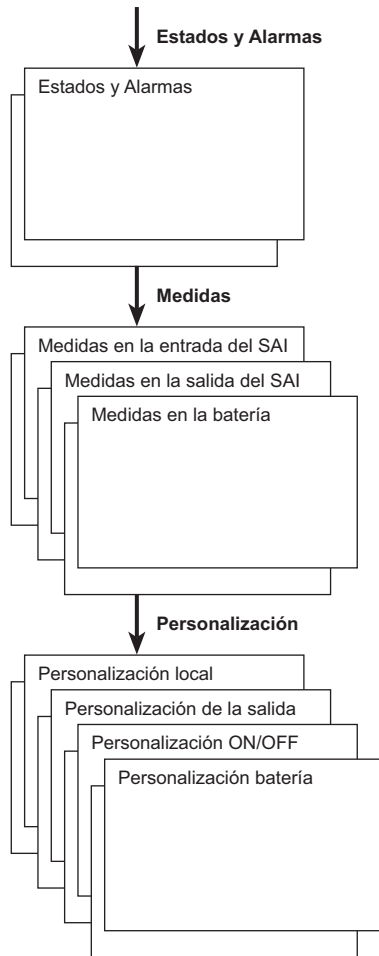 Estados y Alarmas
Estados y Alarmas
Medidas
Medidas en la entrada del SAI
Medidas en la salida del SAI
Medidas en la batería
Personalización
Personalización local
Personalización de la salida
Personalización ON/OFF
Personalización batería